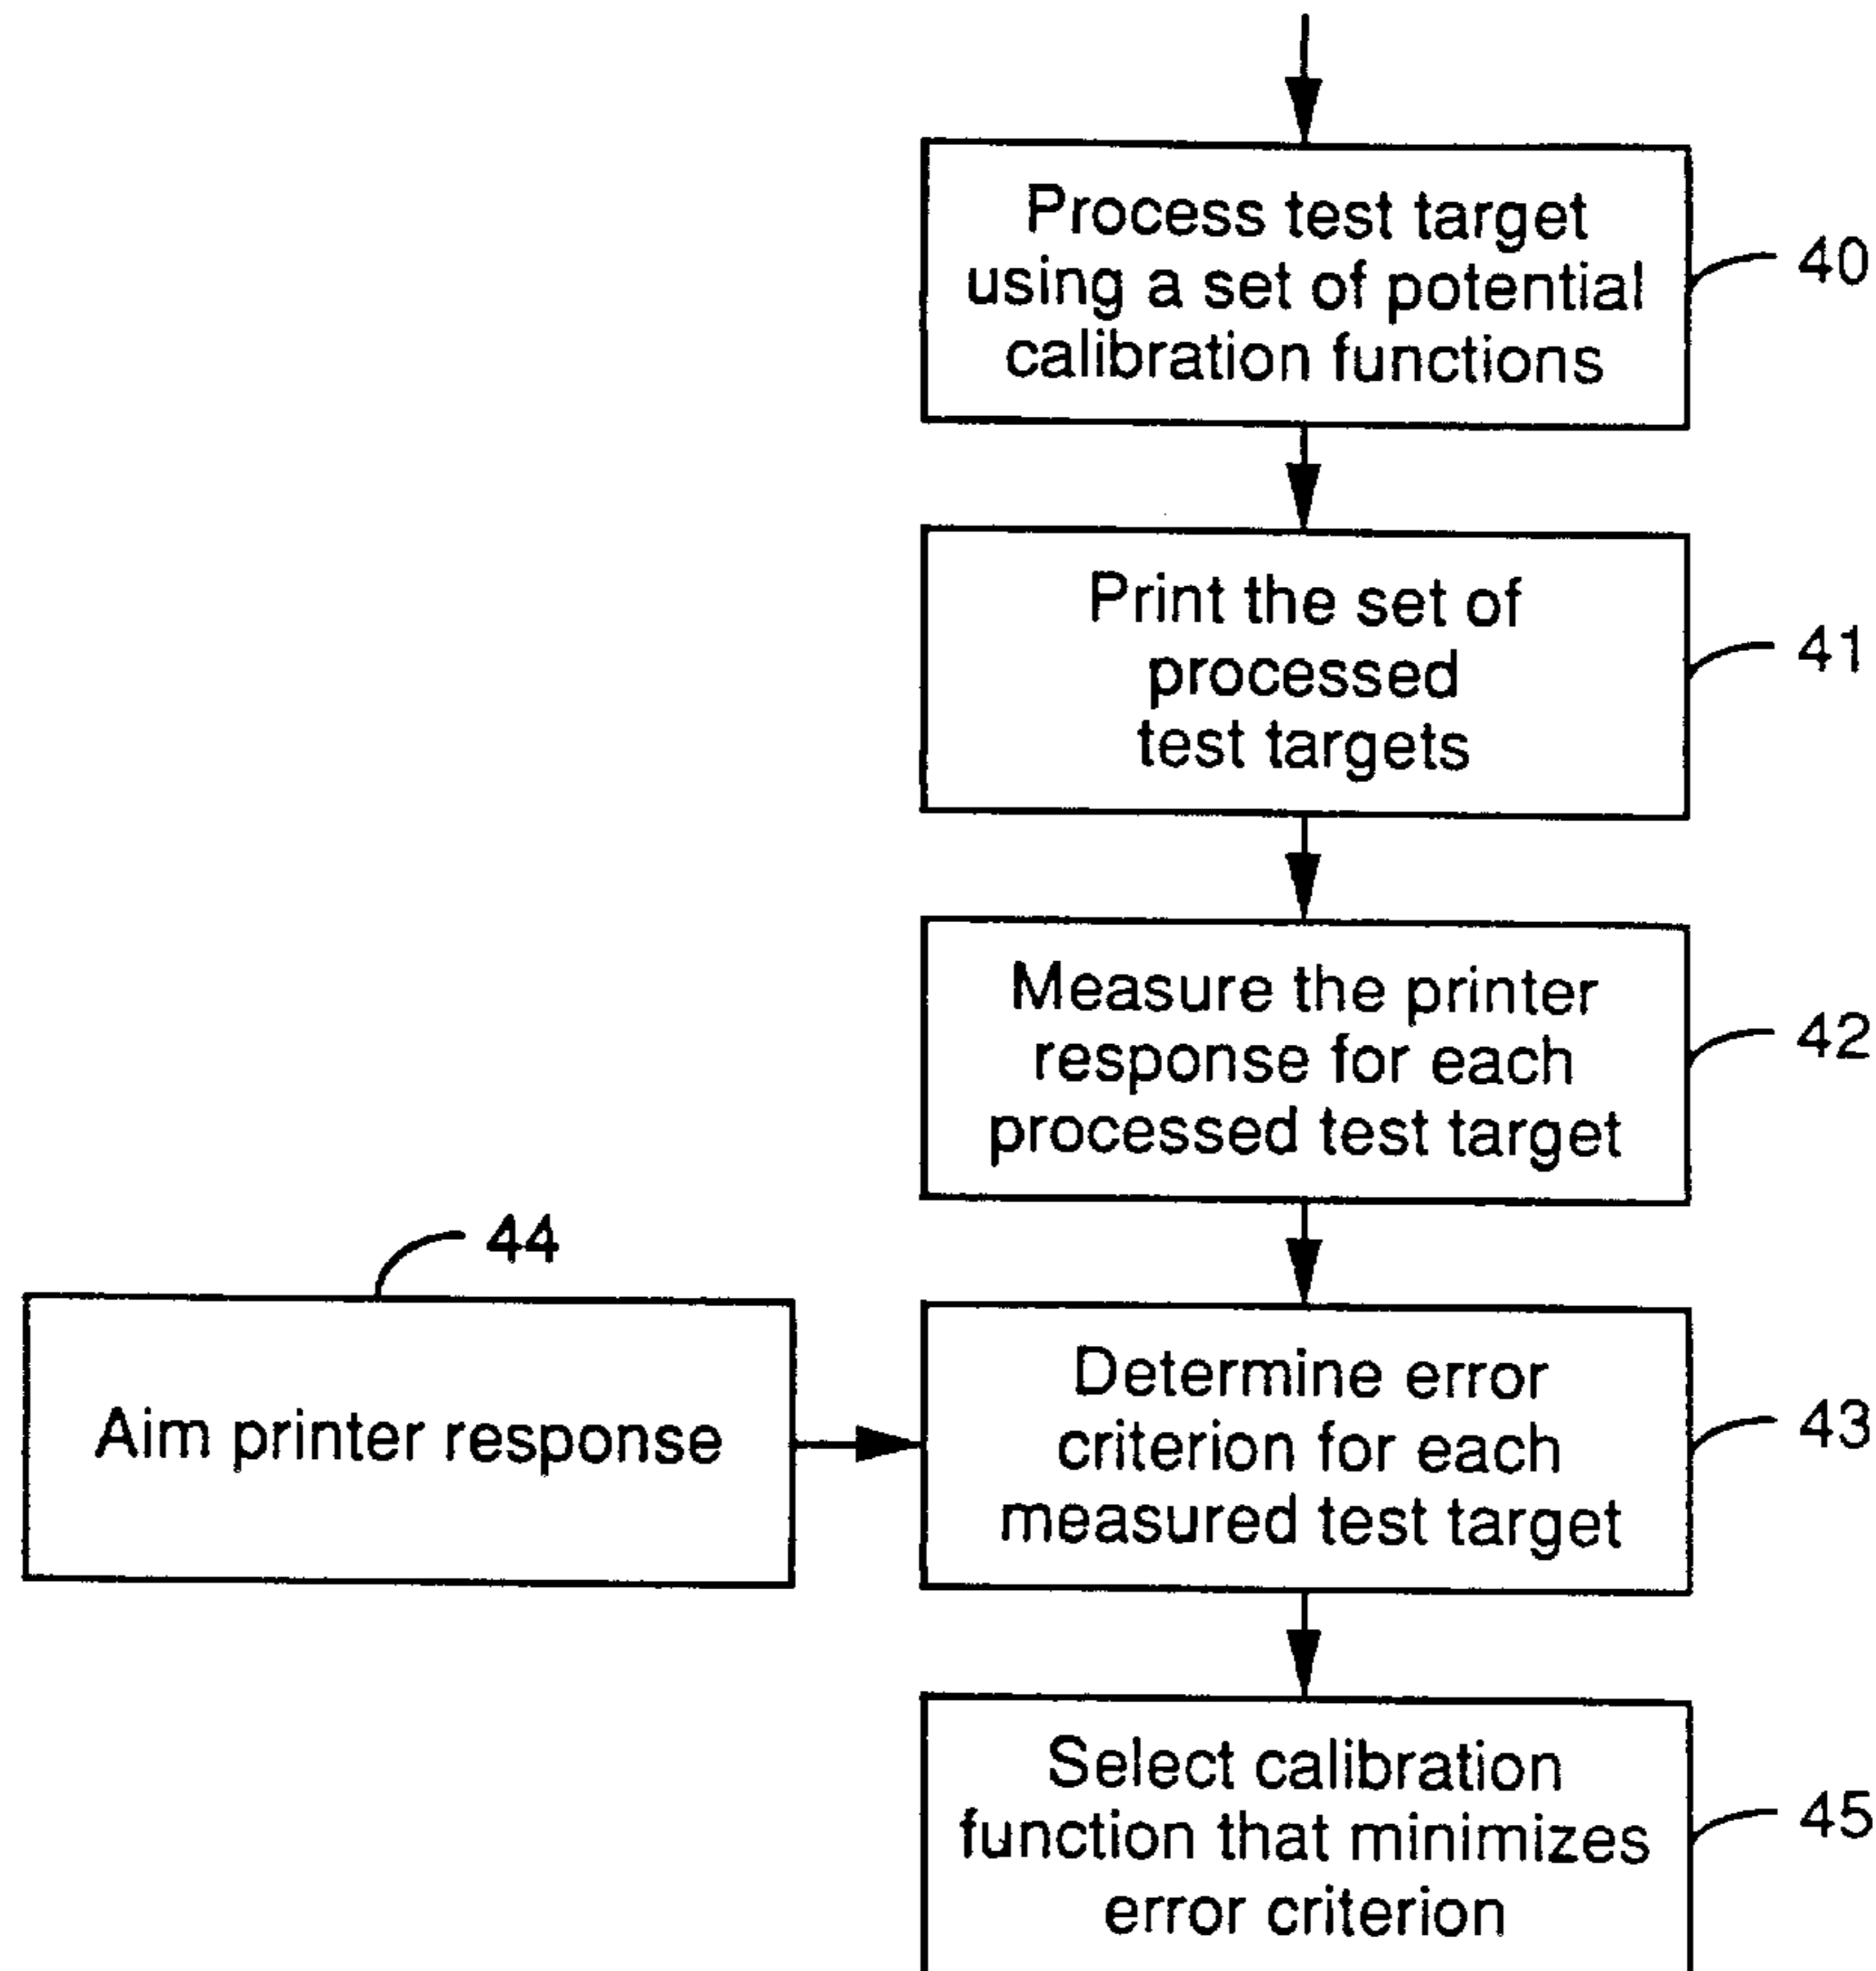 Process test target
using a set of potential
calibration functions
40
Print the set of
processed
test targets
41
Measure the printer
response for each
processed test target
42
44
Aim printer response
Determine error
criterion for each
measured test target
43
Select calibration
function that minimizes
error criterion
45